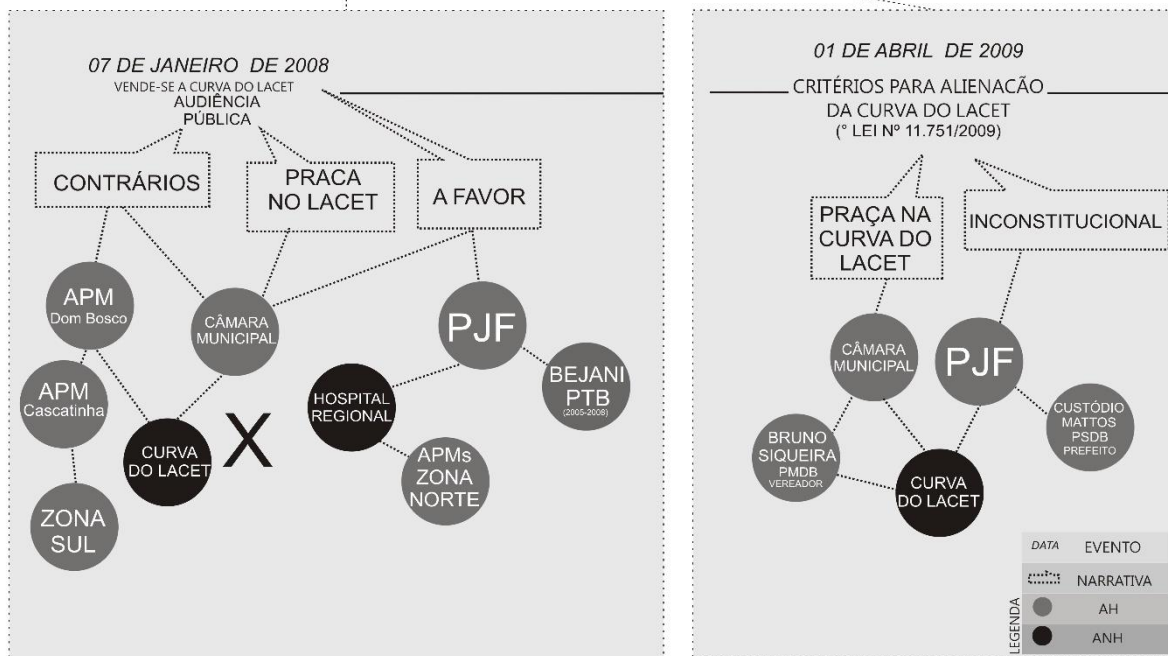 07 DE JANEIRO DE 2008
VENDE-SE A CURVA DO LACET
AUDIÊNCIA
PÚBLICA
CONTRÁRIOS
PRACA
NO LACET
A FAVOR
APM
Dom Bosco
CÂMARA
MUNICIPAL
PJF
BEJANI
PTB
(2005-2008)
APM
Cascatinha
HOSPITAL
REGIONAL
CURVA
DO LACET
X
APMs
ZONA
NORTE
ZONA
SUL
01 DE ABRIL DE 2009
CRITÉRIOS PARA ALIENACÃO
DA CURVA DO LACET
(° LEI Nº 11.751/2009)
PRAÇA NA
CURVA DO
LACET
INCONSTITUCIONAL
CÂMARA
MUNICIPAL
PJF
CUSTÓDIO
MATTOS
PSDB
PREFEITO
BRUNO
SIQUEIRA
PMDB
VEREADOR
CURVA
DO LACET
LEGENDA
DATA EVENTO
NARRATIVA
AH
ANH